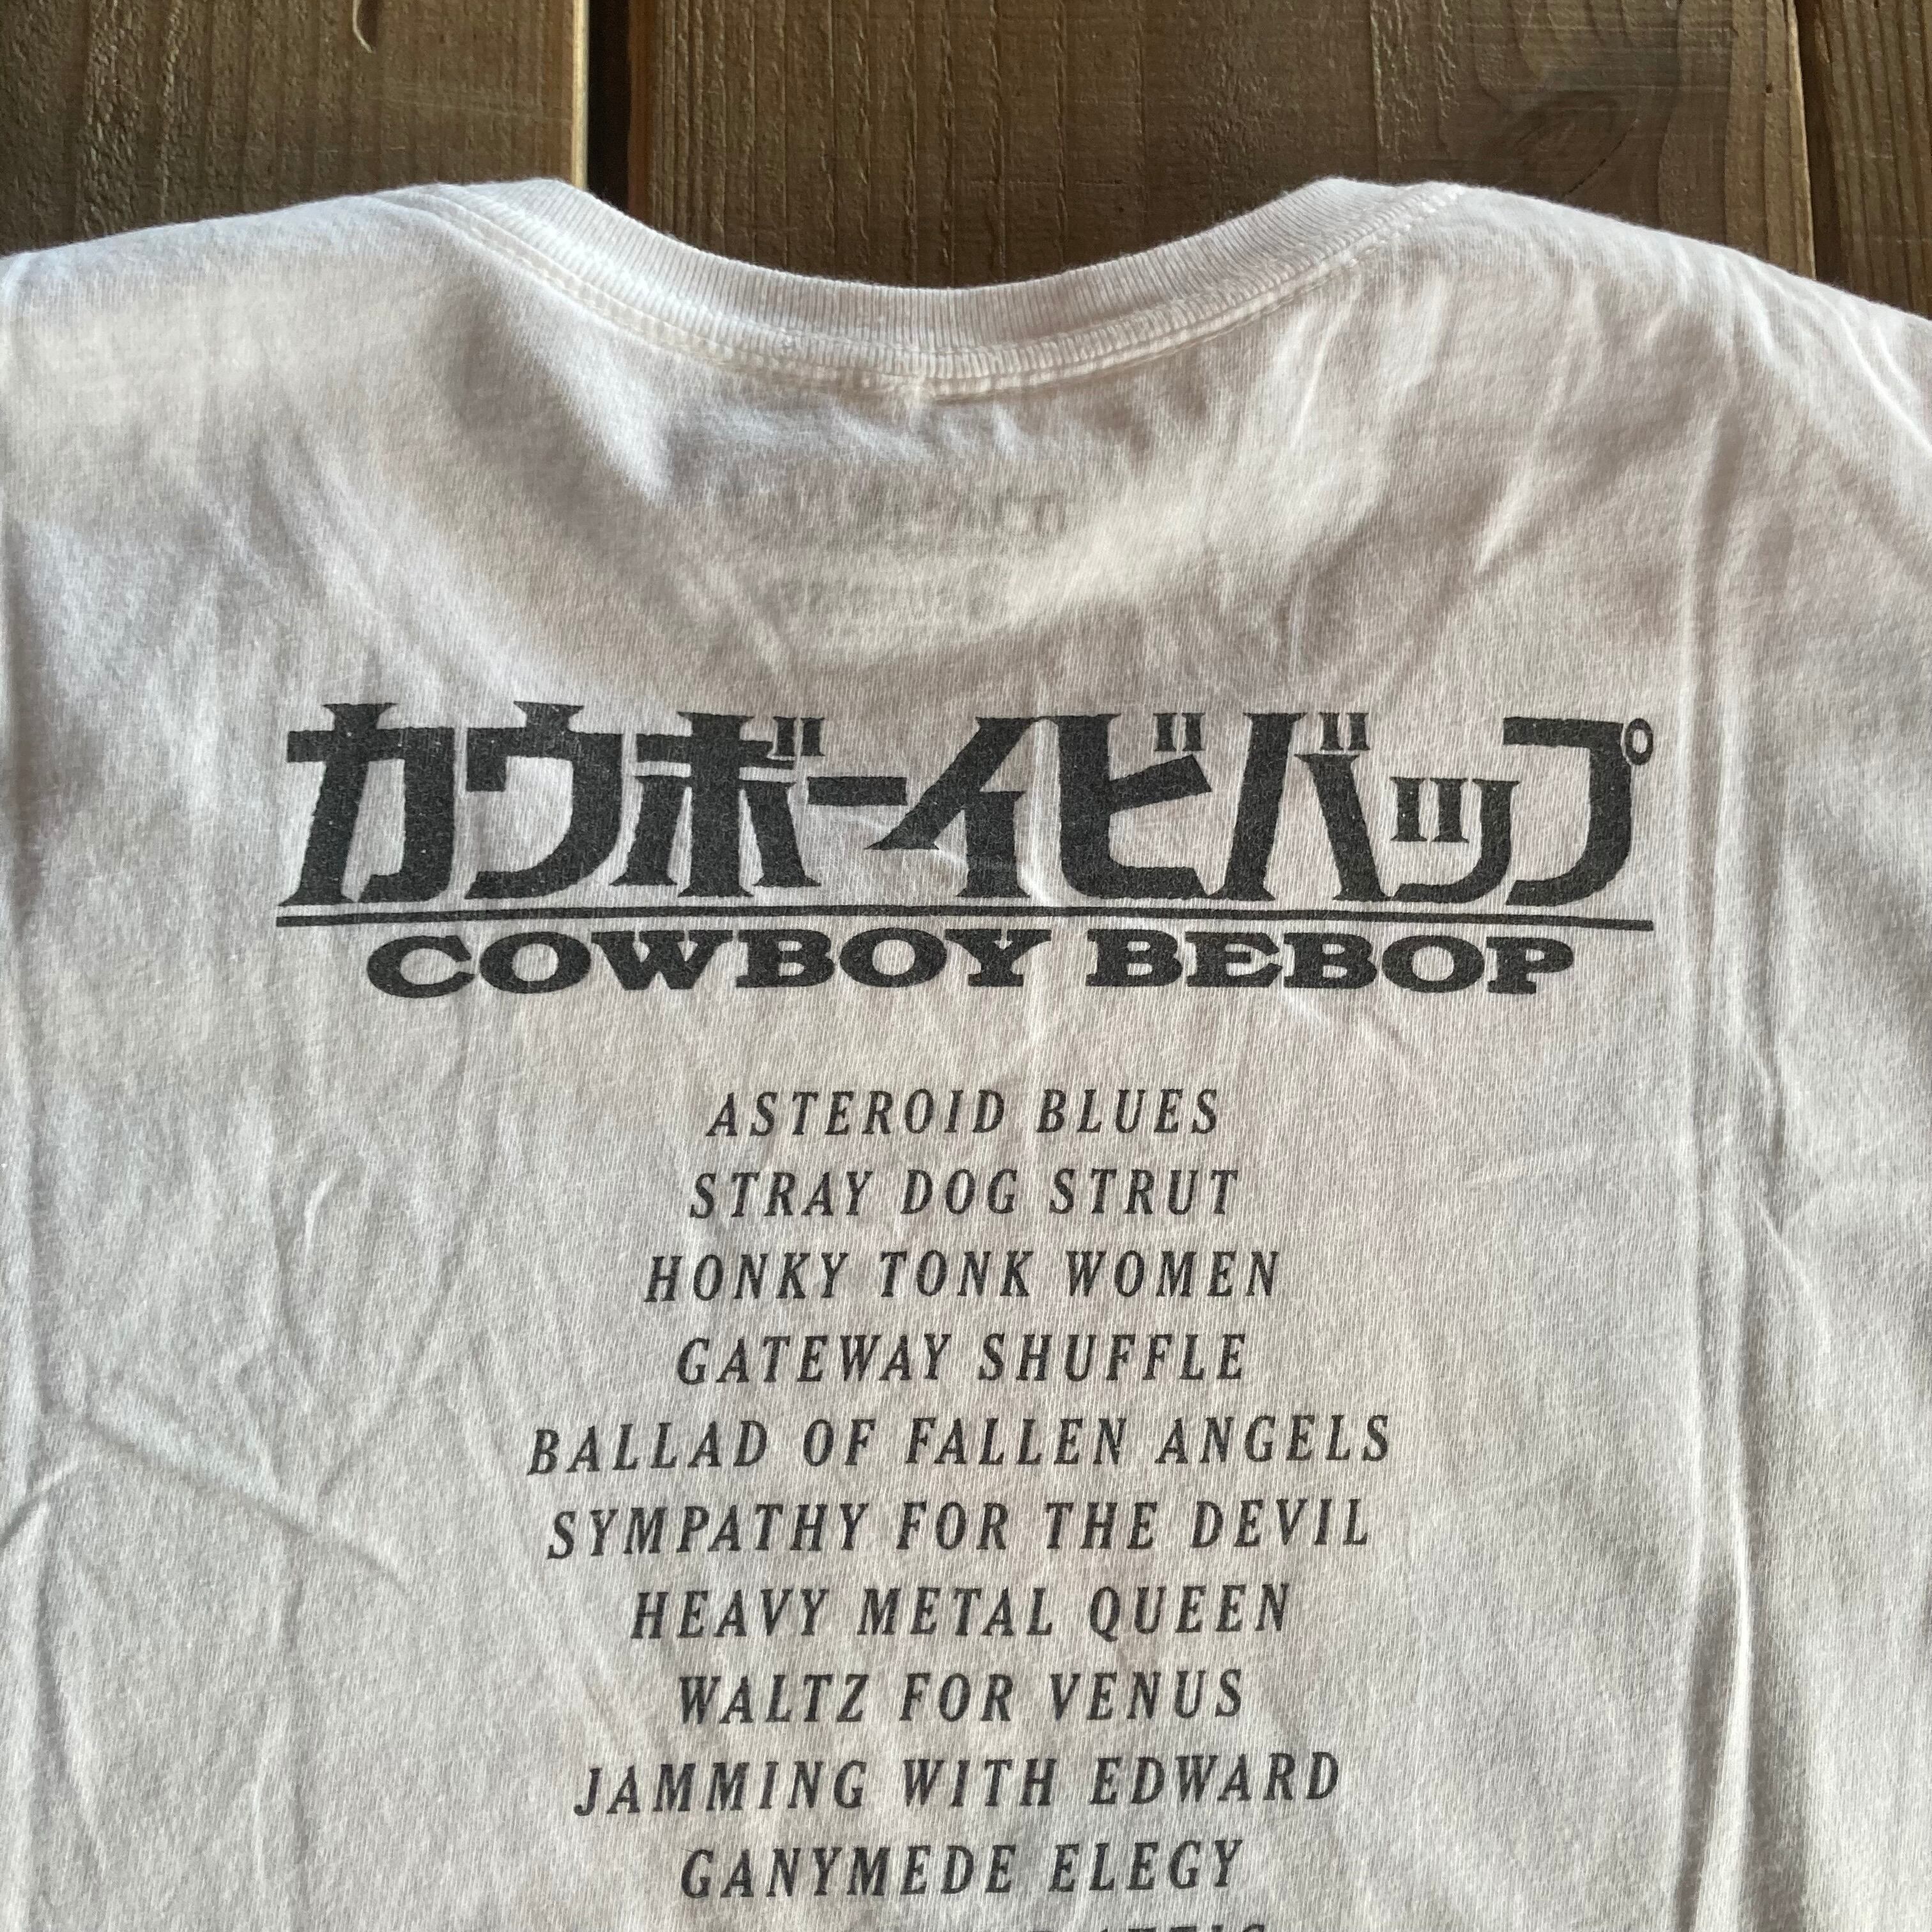 カウボーイビバップ
COWBOY BEBOP
ASTEROID BLUES
STRAY DOG STRUT
HONKY TONK WOMEN
GATEWAY SHUFFLE
BALLAD OF FALLEN ANGELS
SYMPATHY FOR THE DEVIL
HEAVY METAL QUEEN
WALTZ FOR VENUS
JAMMING WITH EDWARD
GANYMEDE ELEGY